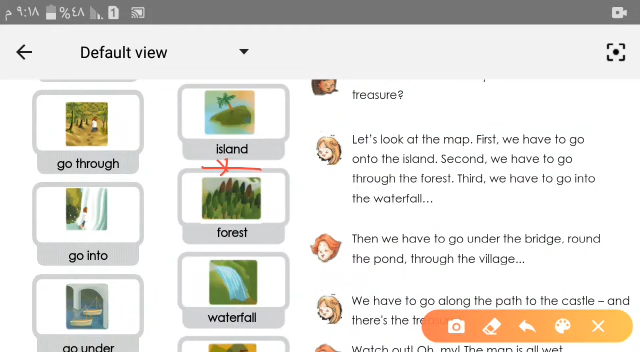 ٩:١٨ م
%٤٨
1
Default view
go through
go into
go under
island
forest
waterfall
treasure?
Let's look at the map. First, we have to go
onto the island. Second, we have to go
through the forest. Third, we have to go into
the waterfall...
Then we have to go under the bridge, round
the pond, through the village...
We have to go along the path to the castle – and
there's the
Watch out! Oh, my! The map is all wet.